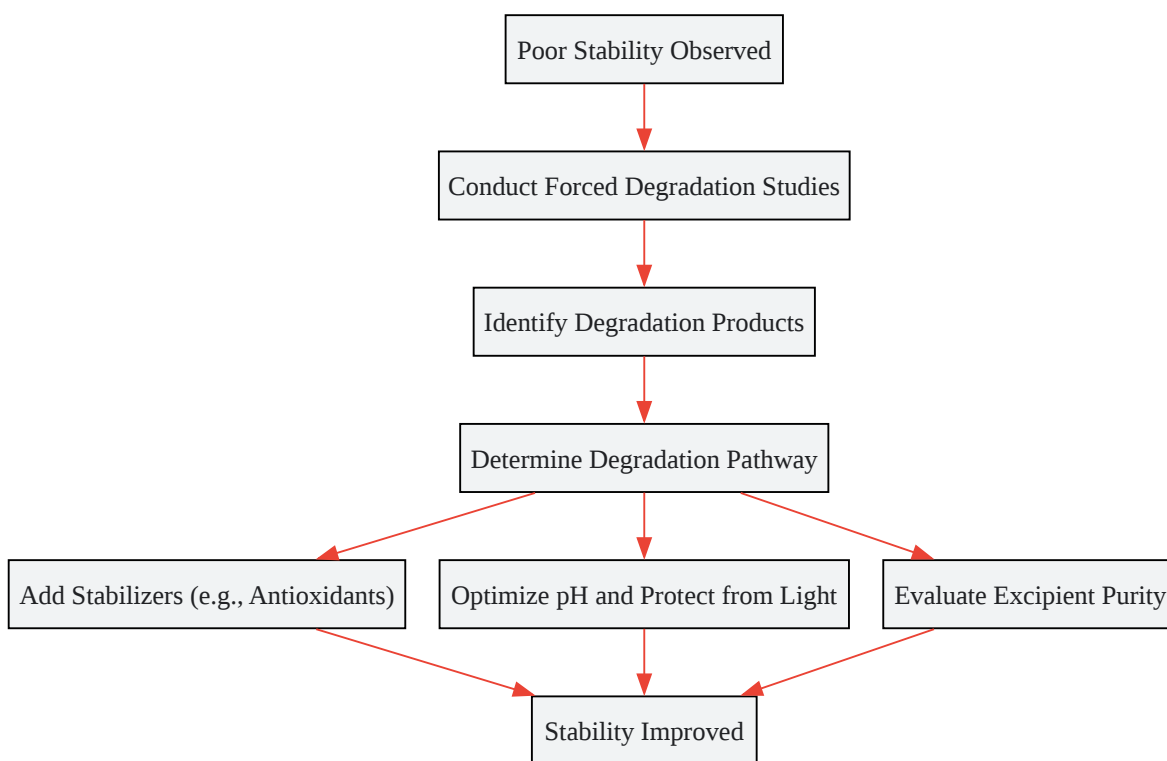 Poor Stability Observed
Conduct Forced Degradation Studies
Identify Degradation Products
Determine Degradation Pathway
Add Stabilizers (e.g., Antioxidants)
Optimize pH and Protect from Light
Evaluate Excipient Purity
Stability Improved